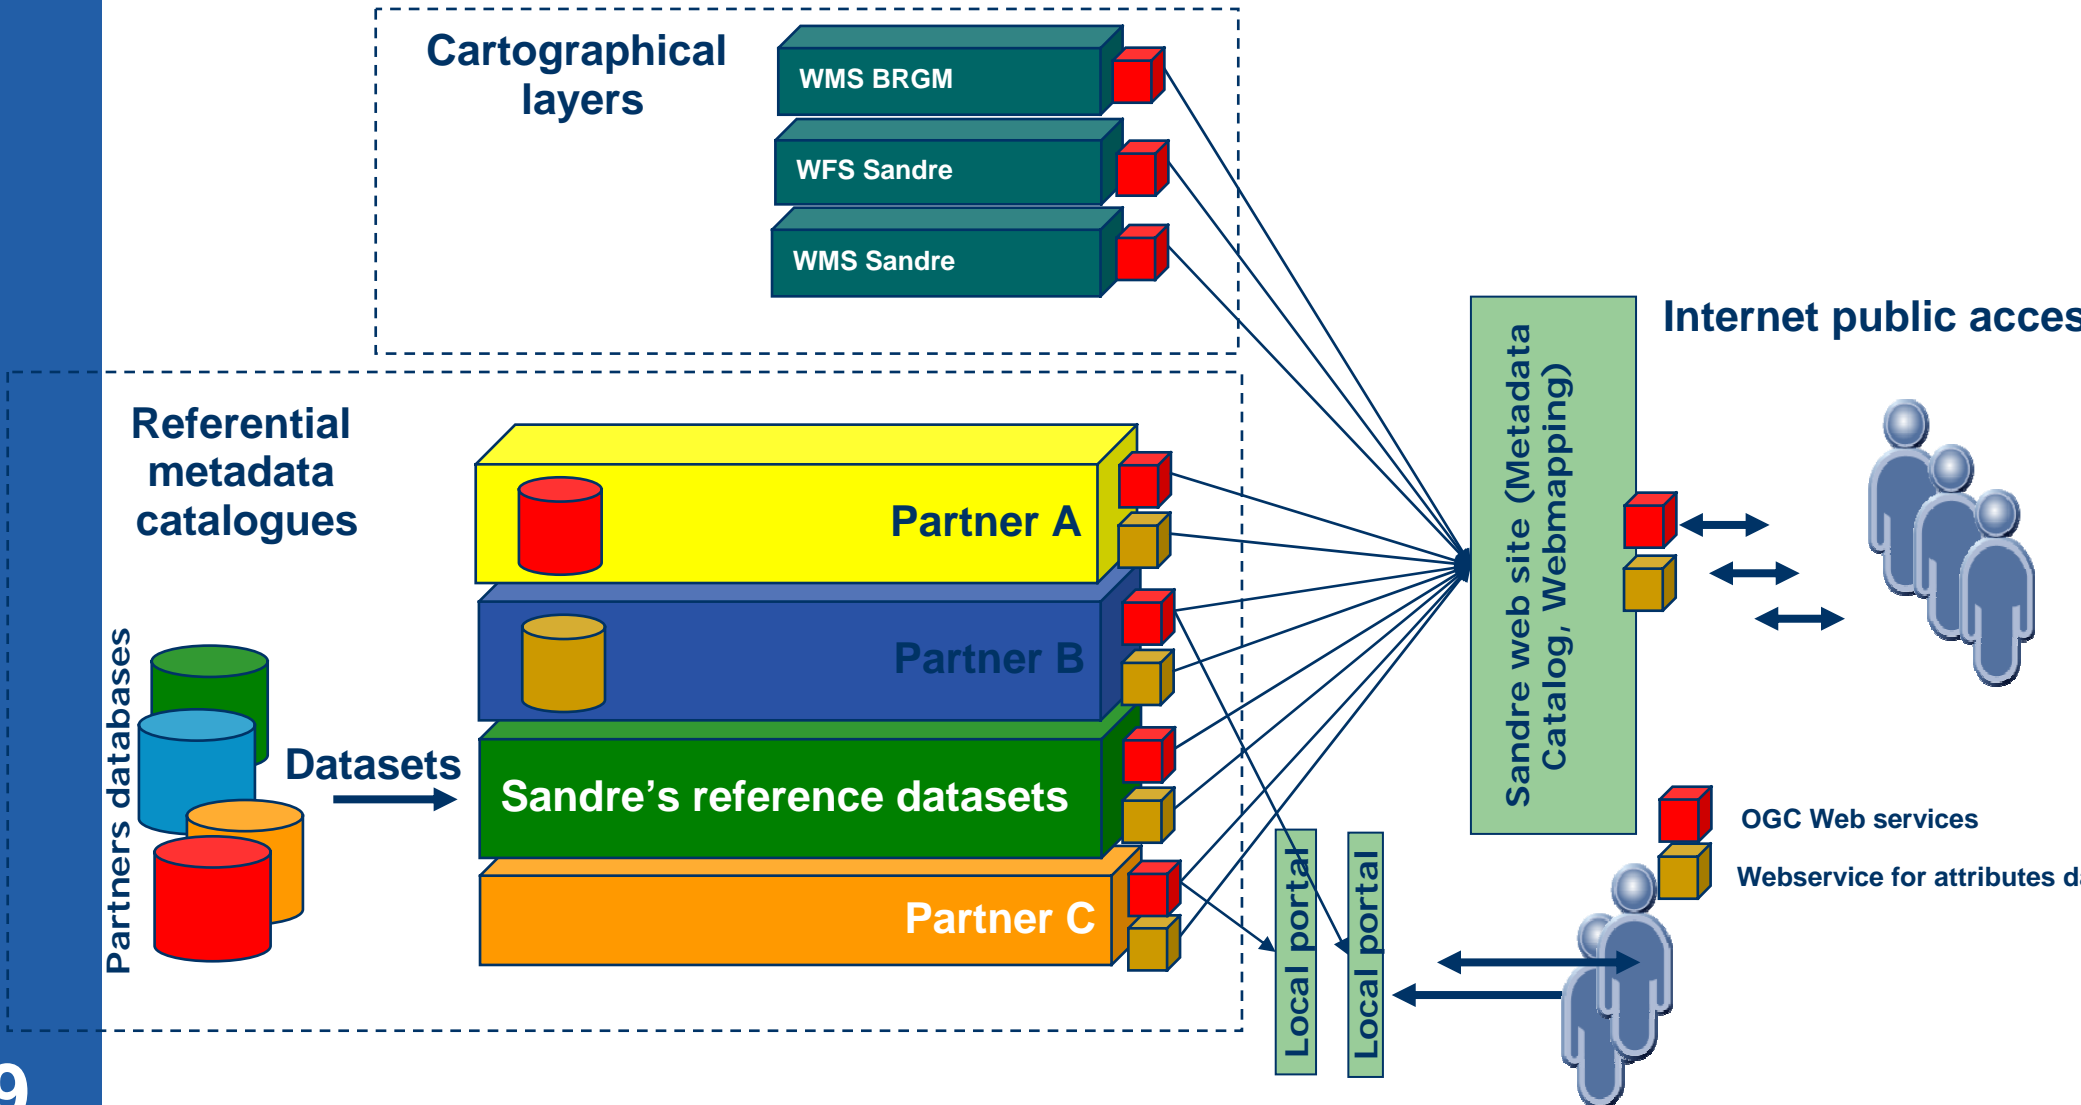 Cartographical
layers
WMS BRGM
WFS Sandre
WMS Sandre
Internet public acces
Sandre web site (Metadata
Catalog, Webmapping)
Referential
metadata
catalogues
Partner A
Partner B
Partners databases
Datasets
Sandre’s reference datasets
Partner C
Local portal
Local portal
OGC Web services
Webservice for attributes da
9